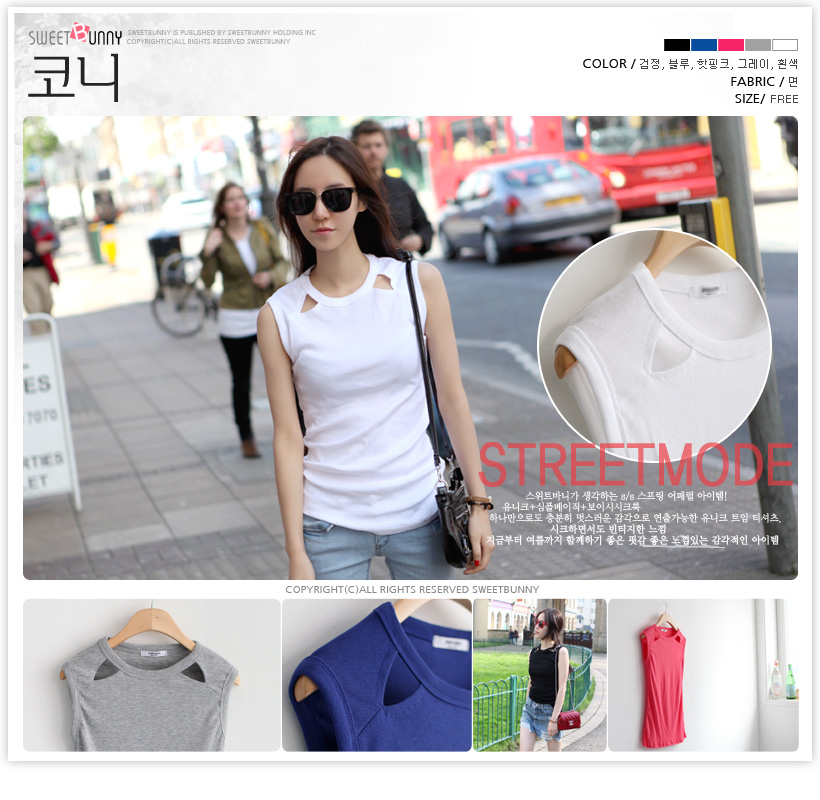 SWEETBUNNY
SWEETBUNNY IS PUBLISHED BY SWEETBUNNY HOLDING INC
COPYRIGHT(C)ALL RIGHTS RESERVED SWEETBUNNY
코니
COLOR / 검정, 블루, 핫핑크, 그레이, 흰색
FABRIC / 면
SIZE/ FREE
ES
7070
RTIES
LET
STREETMODE
스위트바니가 생각하는 s/s 스프링 어패럴 아이템!
유니크+심플베이직+보이시시크룩
하나만으로도 충분히 멋스러운 감각으로 연출가능한 유니크 트임 티셔츠,
시크하면서도 빈티지한 느낌
지금부터 여름까지 함께하기 좋은 핏감 좋은 느낌있는 감각적인 아이템
COPYRIGHT(C)ALL RIGHTS RESERVED SWEETBUNNY